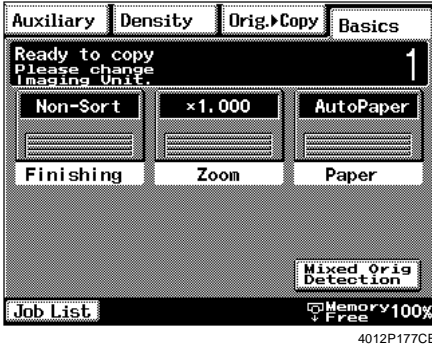 Auxiliary Density Orig.▸Copy Basics
Ready to copy 1
Please change
Imaging Unit.
Non-Sort ×1.000 AutoPaper
Finishing Zoom Paper
Mixed Orig
Detection
Job List Memory 100%
Free
4012P177CE